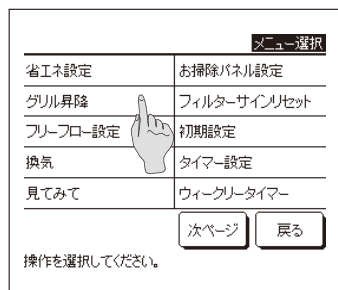 メニュー選択
省エネ設定 お掃除パネル設定
グリル昇降 フィルターサインリセット
フリーフロー設定 初期設定
換気 タイマー設定
見てみて ウィークリータイマー
次ページ 戻る
操作を選択してください。